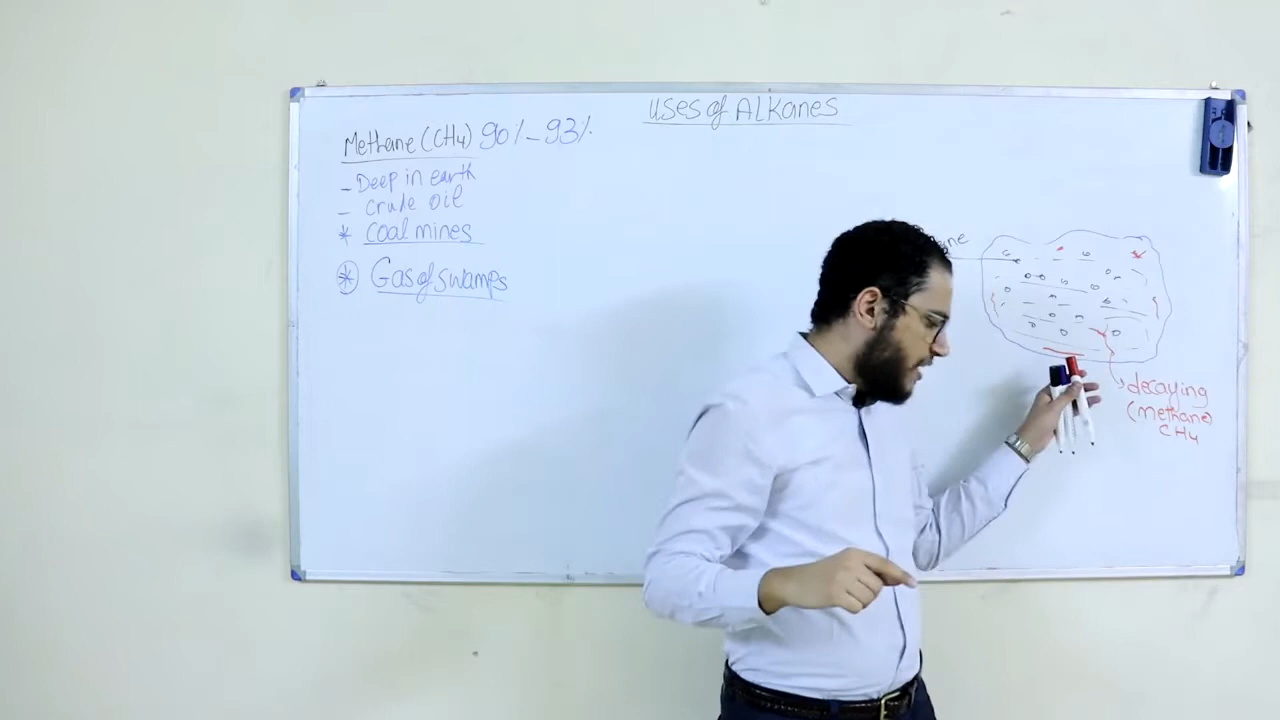 Uses of Alkanes
Methane (CH4) 90% - 93%
- Deep in earth
- crude oil
* coal mines
* Gas of swamps
decaying
(methane)
CH4